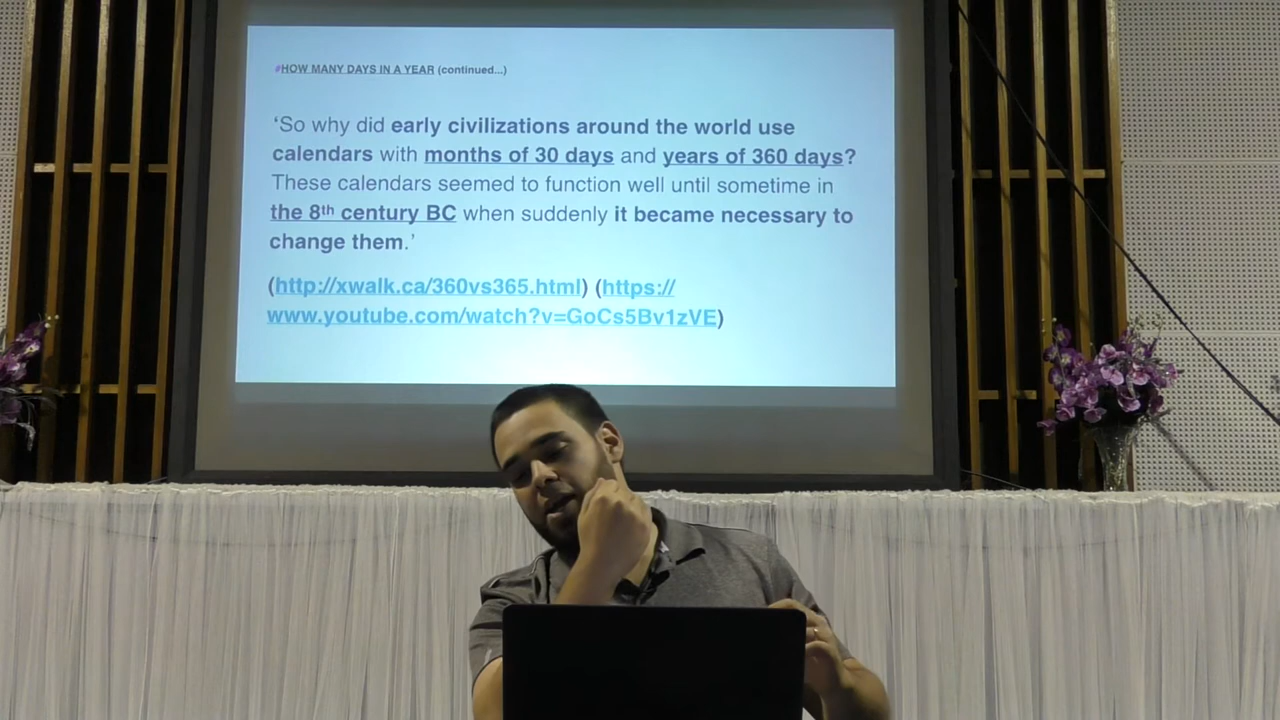 #HOW MANY DAYS IN A YEAR (continued...)
‘So why did early civilizations around the world use
calendars with months of 30 days and years of 360 days?
These calendars seemed to function well until sometime in
the 8th century BC when suddenly it became necessary to
change them.’
(http://xwalk.ca/360vs365.html) (https://
www.youtube.com/watch?v=GoCs5Bv1zVE)